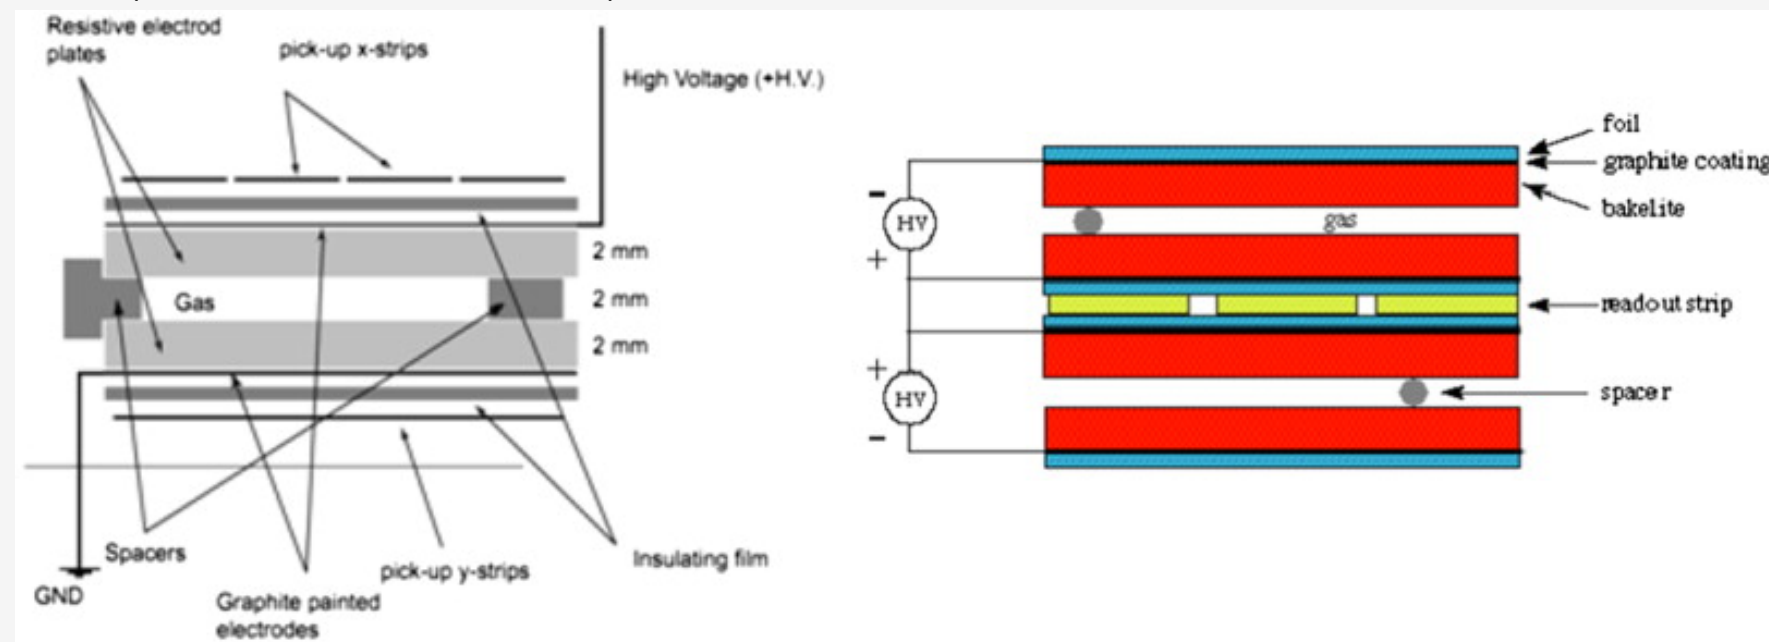 Resistive electrod
plates
pick-up x-strips
High Voltage (+H.V.)
2 mm
Gas
2 mm
2 mm
Spacers
GND
Graphite painted
electrodes
pick-up y-strips
Insulating film
foil
graphite coating
bakelite
-
HV
+
gas
readout strip
+
HV
-
spacer